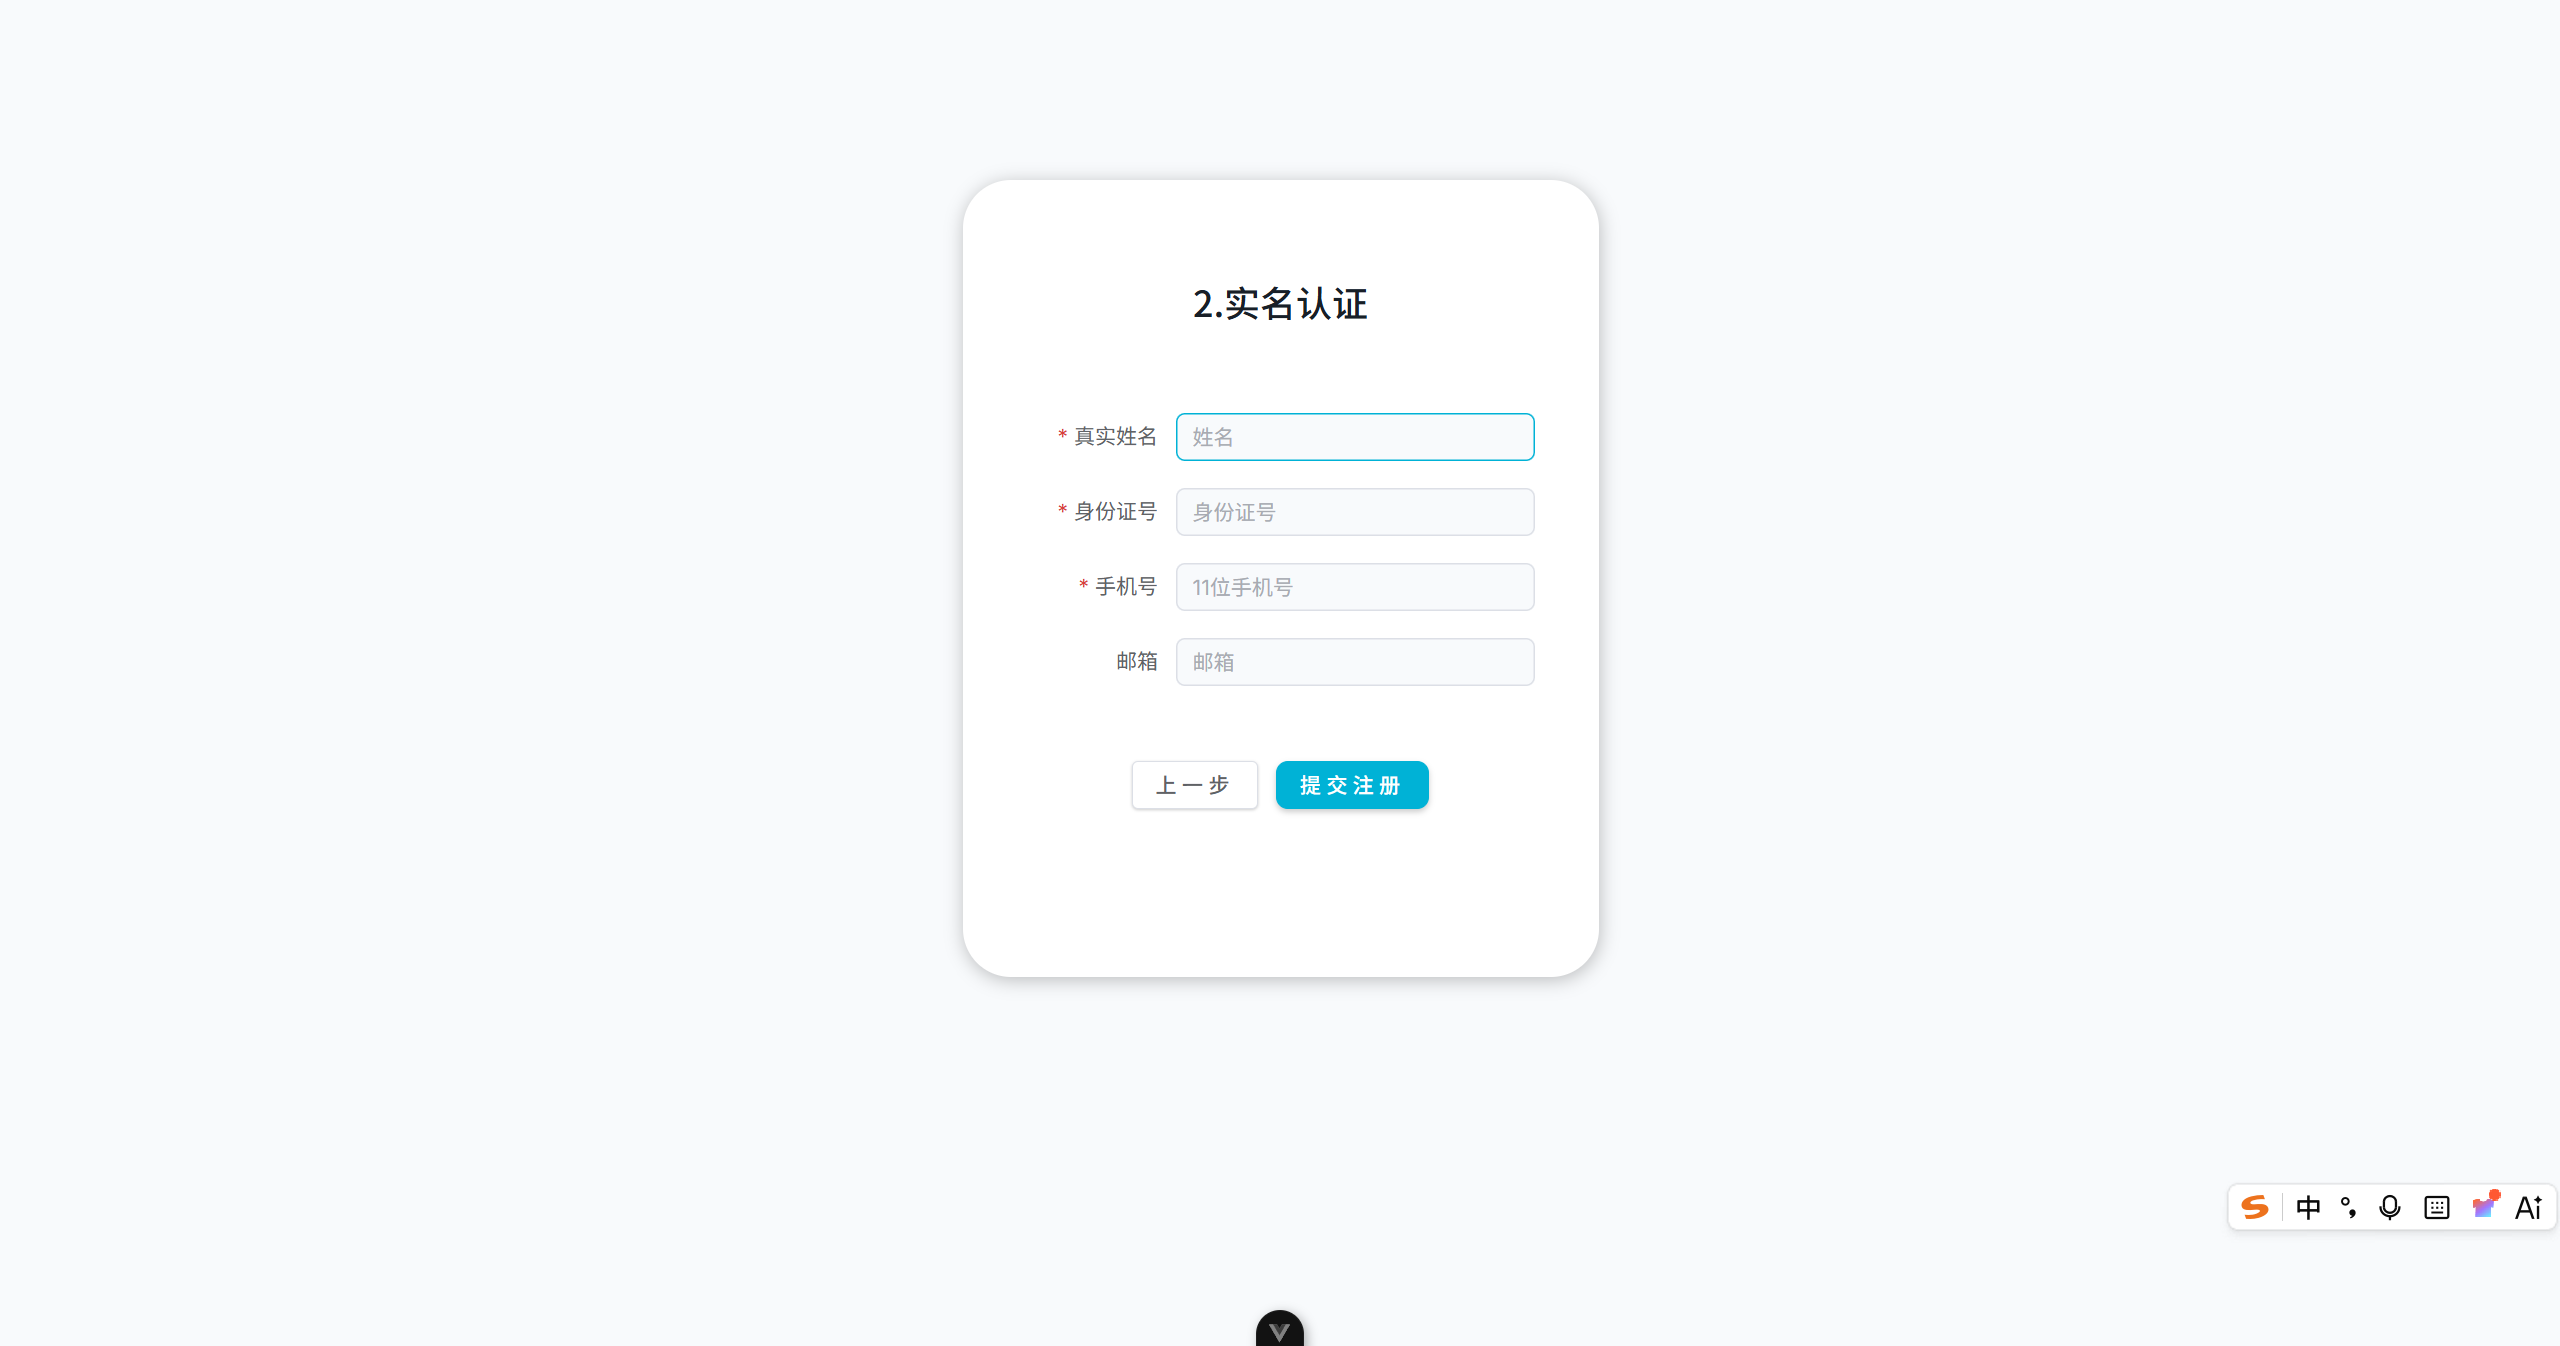 2.实名认证
* 真实姓名 姓名
* 身份证号 身份证号
* 手机号 11位手机号
邮箱 邮箱
上一步 提交注册
中 °, Ai